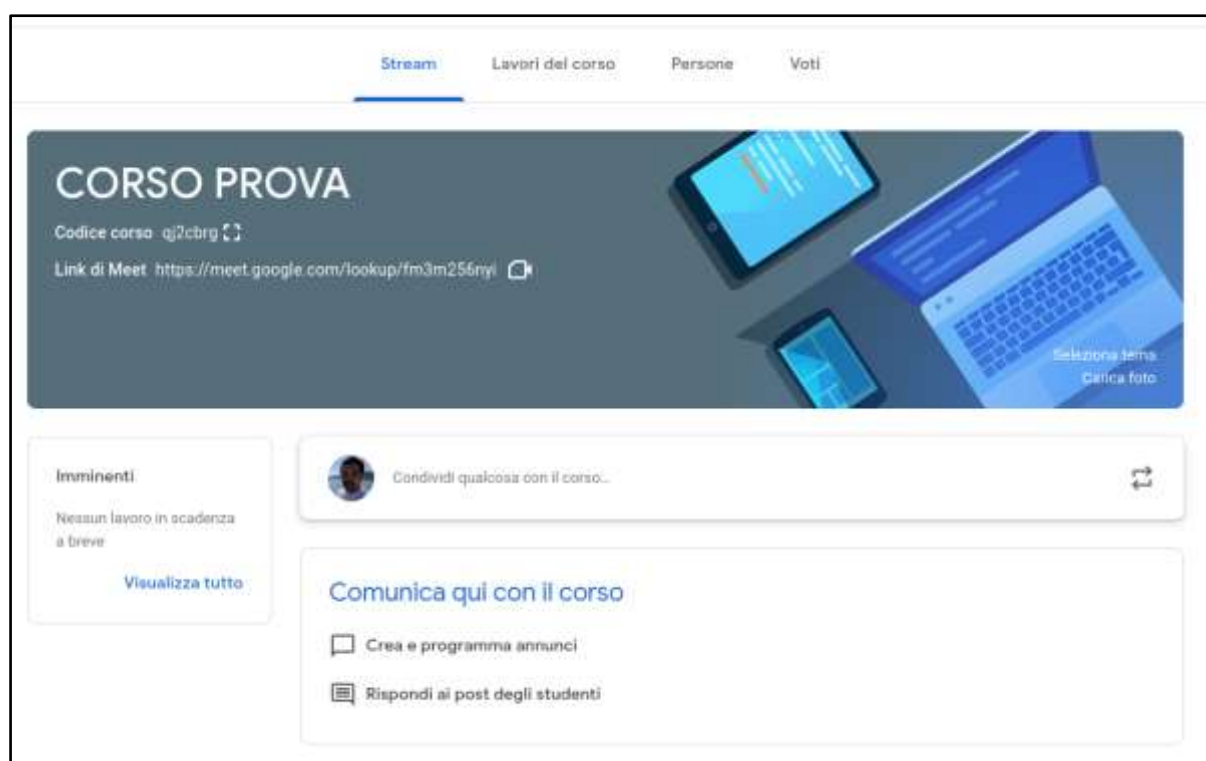 Stream Lavori del corso Persone Voti
CORSO PROVA
Codice corso qj2cbrg
Link di Meet https://meet.google.com/lookup/fm3m256nyi
Seleziona tema
Carica foto
Imminenti
Nessun lavoro in scadenza
a breve
Visualizza tutto
Condividi qualcosa con il corso...
Comunica qui con il corso
Crea e programma annunci
Rispondi ai post degli studenti